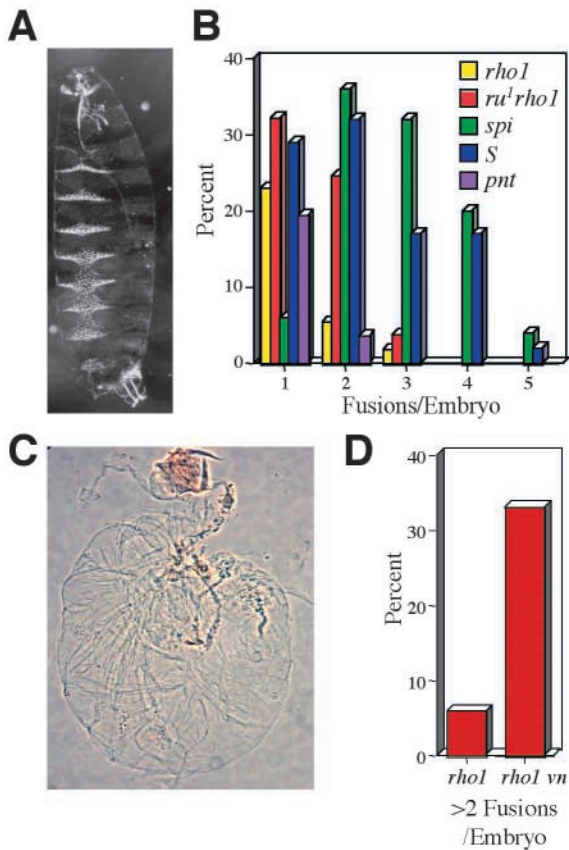 A
B
40
30
20
10
0
Percent
rho1
ru¹rho1
spi
S
pnt
1 2 3 4 5
Fusions/Embryo
C
D
40
30
20
10
0
Percent
rho1 rho1 vn
>2 Fusions
/Embryo